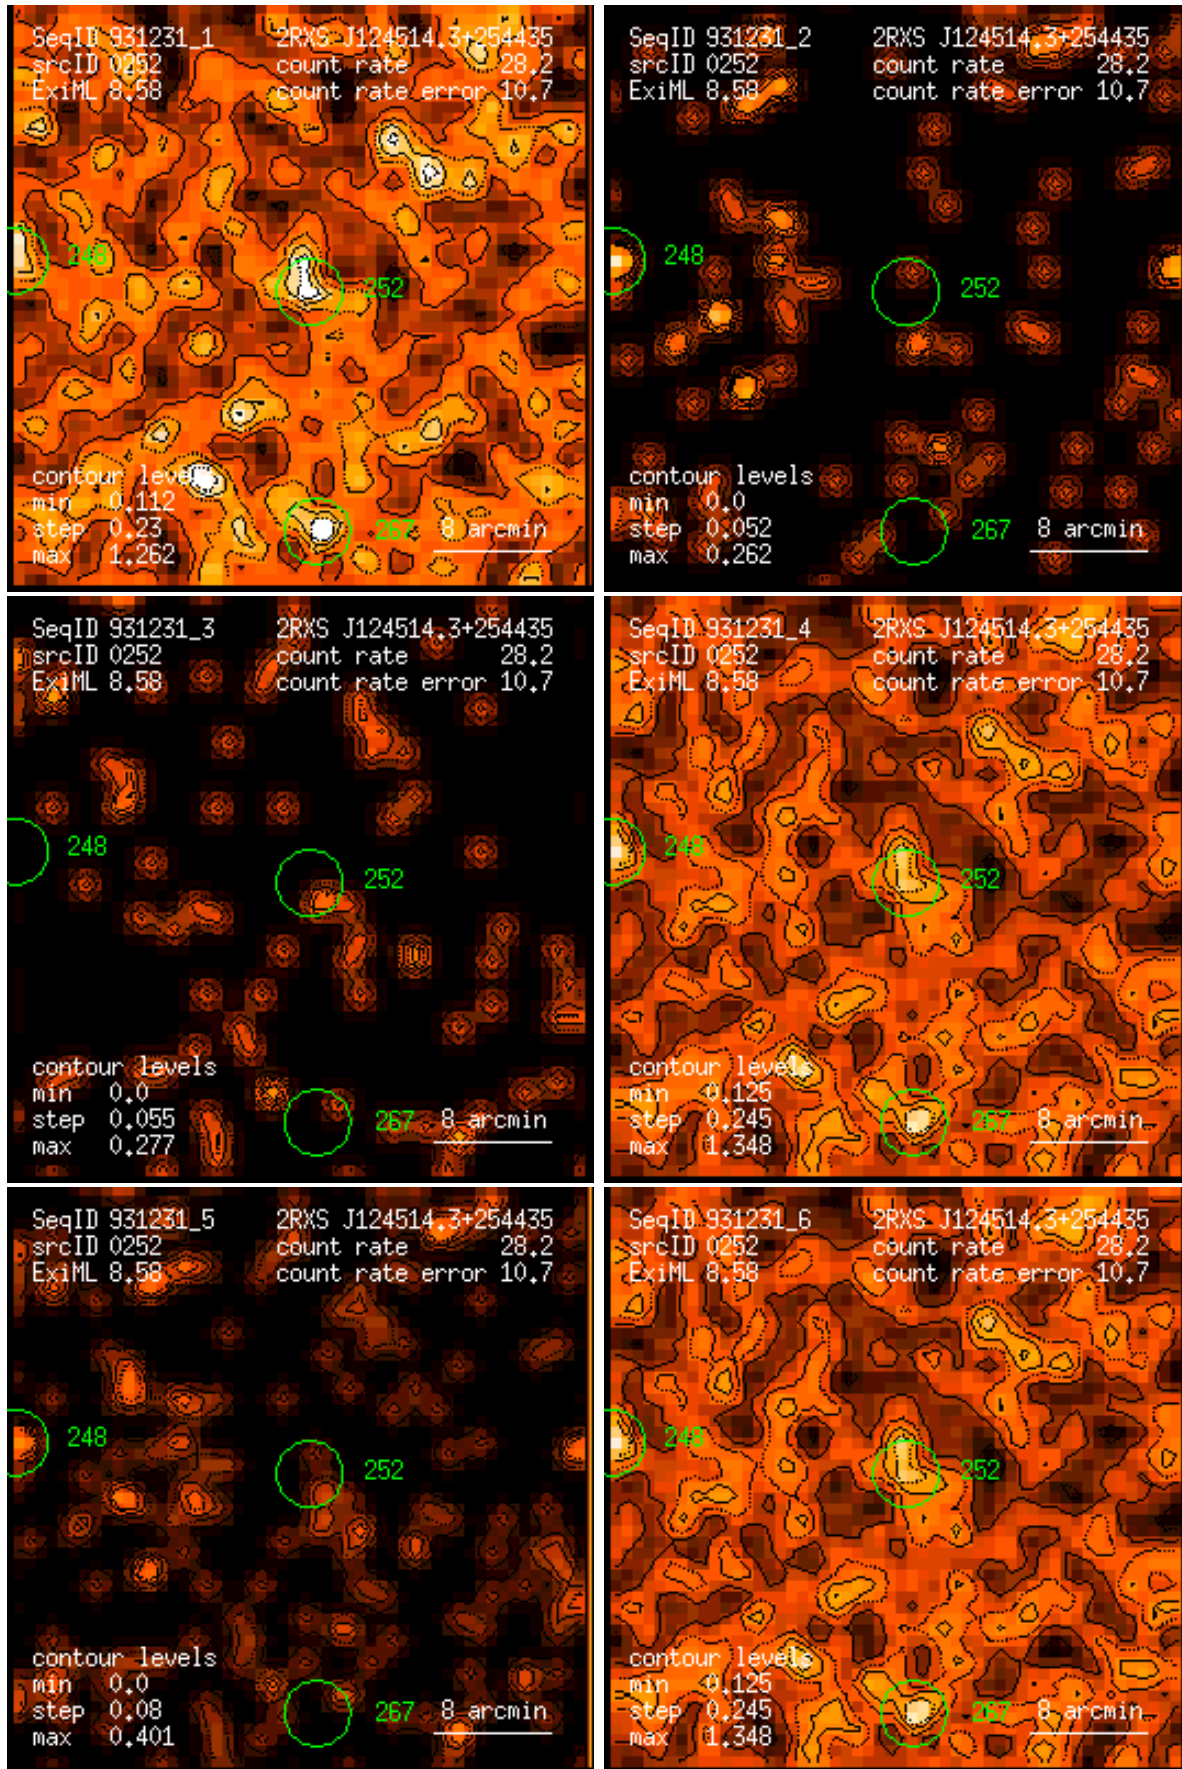 SeqID 931231_1 2RXS J124514.3+254435
srcID 0252 count rate 28.2
ExiML 8.58 count rate error 10.7
248
252
contour levels
min 0.112
step 0.23 267 8 arcmin
max 1.262
SeqID 931231_2 2RXS J124514.3+254435
srcID 0252 count rate 28.2
ExiML 8.58 count rate error 10.7
248
252
contour levels
min 0.0
step 0.052 267 8 arcmin
max 0.262
SeqID 931231_3 2RXS J124514.3+254435
srcID 0252 count rate 28.2
ExiML 8.58 count rate error 10.7
248
252
contour levels
min 0.0
step 0.055 267 8 arcmin
max 0.277
SeqID 931231_4 2RXS J124514.3+254435
srcID 0252 count rate 28.2
ExiML 8.58 count rate error 10.7
248
252
contour levels
min 0.125
step 0.245 267 8 arcmin
max 1.348
SeqID 931231_5 2RXS J124514.3+254435
srcID 0252 count rate 28.2
ExiML 8.58 count rate error 10.7
248
252
contour levels
min 0.0
step 0.08 267 8 arcmin
max 0.401
SeqID 931231_6 2RXS J124514.3+254435
srcID 0252 count rate 28.2
ExiML 8.58 count rate error 10.7
248
252
contour levels
min 0.125
step 0.245 267 8 arcmin
max 1.348